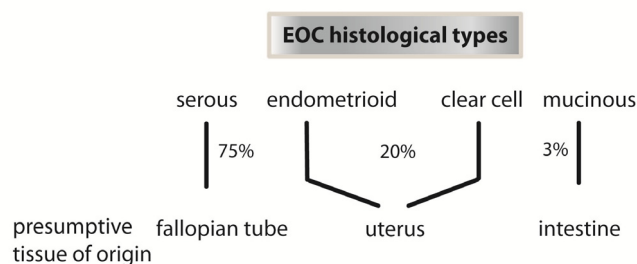 EOC histological types
serous endometrioid clear cell mucinous
75% 20% 3%
presumptive
tissue of origin fallopian tube uterus intestine